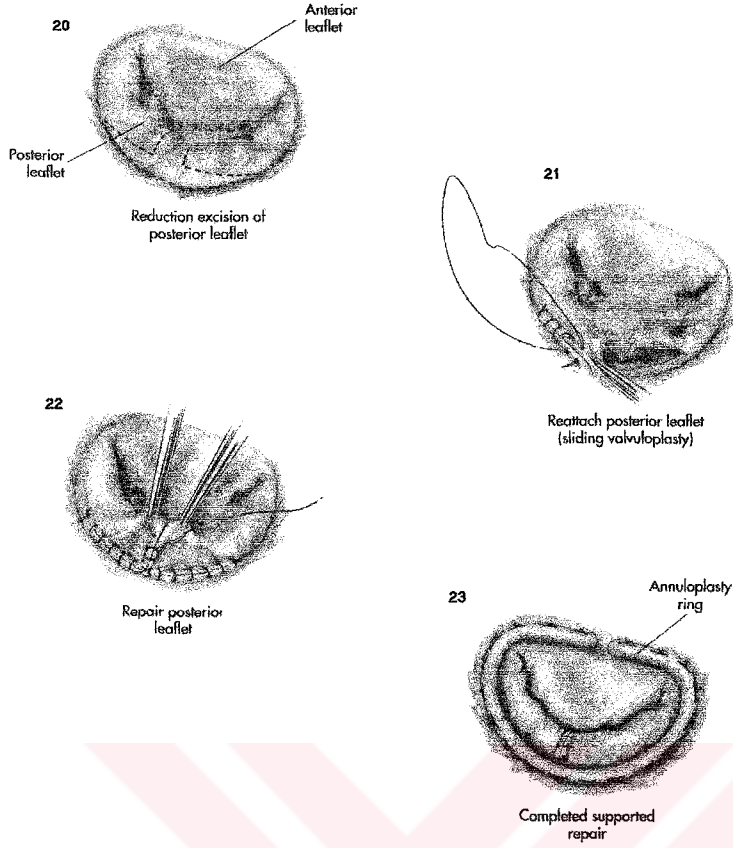 20
Anterior
leaflet
Posterior
leaflet
Reduction excision of
posterior leaflet
21
Reattach posterior leaflet
(sliding valvuloplasty)
22
Repair posterior
leaflet
23
Annuloplasty
ring
Completed supported
repair